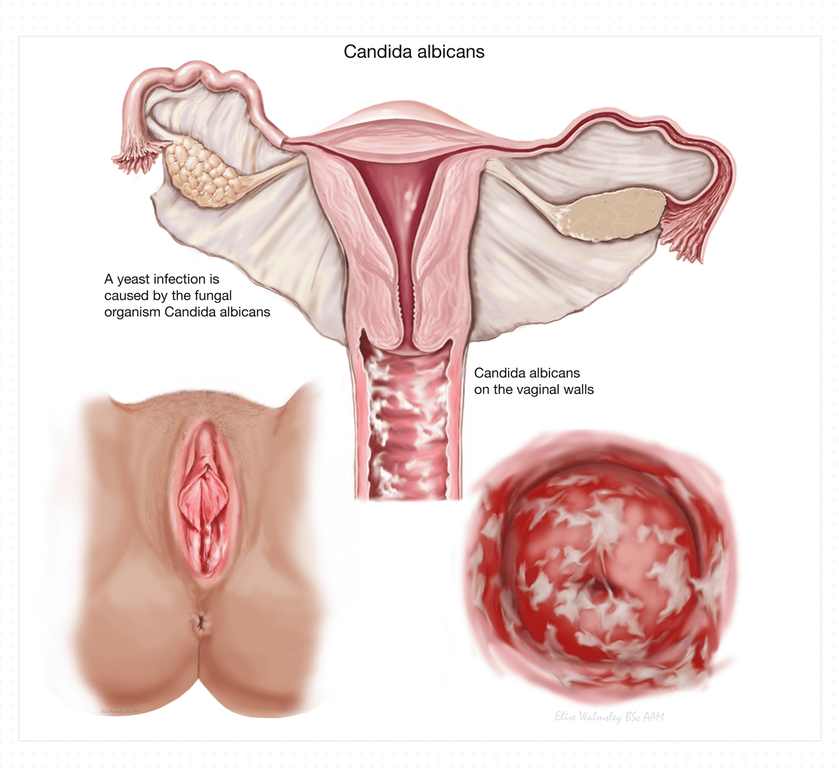 Candida albicans
A yeast infection is
caused by the fungal
organism Candida albicans
Candida albicans
on the vaginal walls
Elise Walmsley BSc AAM